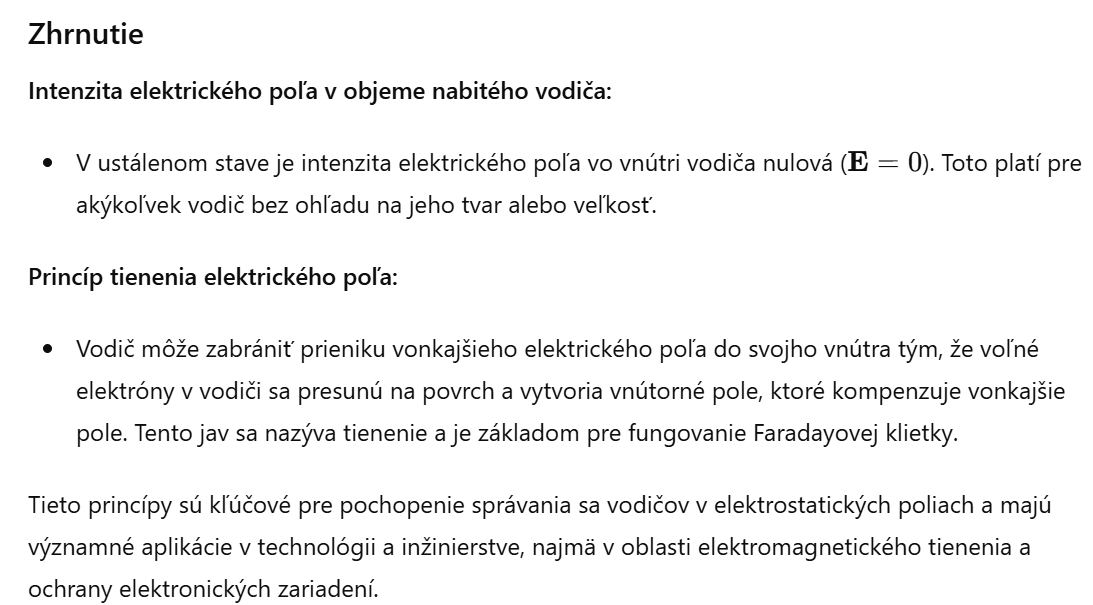 Zhrnutie
Intenzita elektrického poľa v objeme nabitého vodiča:
• V ustálenom stave je intenzita elektrického poľa vo vnútri vodiča nulová (E = 0). Toto platí pre
akýkoľvek vodič bez ohľadu na jeho tvar alebo veľkosť.
Princíp tienenia elektrického poľa:
• Vodič môže zabrániť prieniku vonkajšieho elektrického poľa do svojho vnútra tým, že voľné
elektróny v vodiči sa presunú na povrch a vytvoria vnútorné pole, ktoré kompenzuje vonkajšie
pole. Tento jav sa nazýva tienenie a je základom pre fungovanie Faradayovej klietky.
Tieto princípy sú kľúčové pre pochopenie správania sa vodičov v elektrostatických poliach a majú
významné aplikácie v technológii a inžinierstve, najmä v oblasti elektromagnetického tienenia a
ochrany elektronických zariadení.